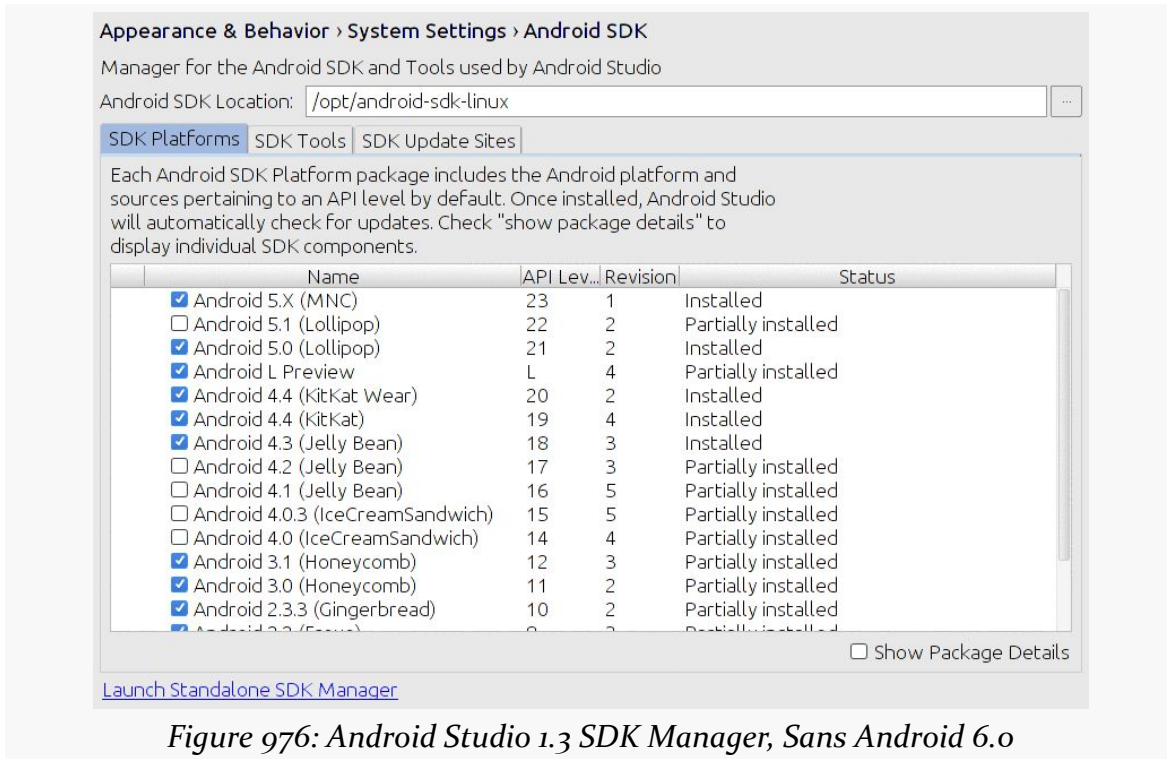 Appearance & Behavior › System Settings › Android SDK
Manager for the Android SDK and Tools used by Android Studio
Android SDK Location: /opt/android-sdk-linux ...
SDK Platforms SDK Tools SDK Update Sites
Each Android SDK Platform package includes the Android platform and
sources pertaining to an API level by default. Once installed, Android Studio
will automatically check for updates. Check "show package details" to
display individual SDK components.
Name API Lev... Revision Status
Android 5.X (MNC) 23 1 Installed
Android 5.1 (Lollipop) 22 2 Partially installed
Android 5.0 (Lollipop) 21 2 Installed
Android L Preview L 4 Partially installed
Android 4.4 (KitKat Wear) 20 2 Installed
Android 4.4 (KitKat) 19 4 Installed
Android 4.3 (Jelly Bean) 18 3 Installed
Android 4.2 (Jelly Bean) 17 3 Partially installed
Android 4.1 (Jelly Bean) 16 5 Partially installed
Android 4.0.3 (IceCreamSandwich) 15 5 Partially installed
Android 4.0 (IceCreamSandwich) 14 4 Partially installed
Android 3.1 (Honeycomb) 12 3 Partially installed
Android 3.0 (Honeycomb) 11 2 Partially installed
Android 2.3.3 (Gingerbread) 10 2 Partially installed
Show Package Details
Launch Standalone SDK Manager
Figure 976: Android Studio 1.3 SDK Manager, Sans Android 6.0